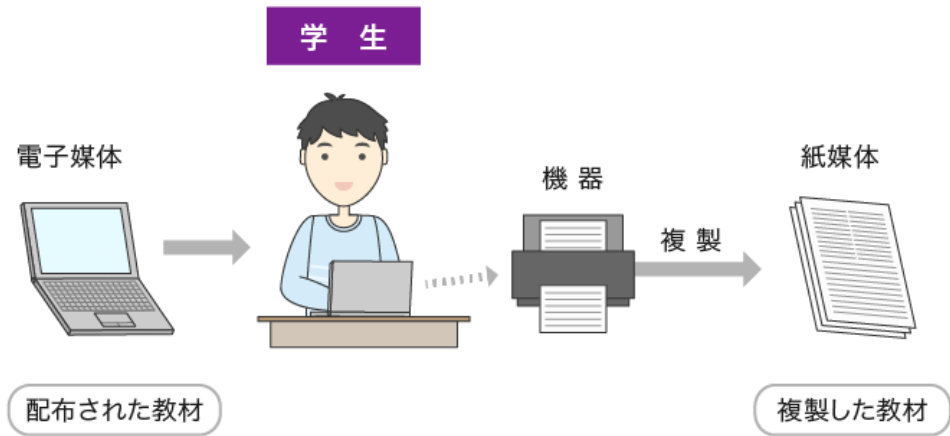 学 生
電子媒体
機 器
複 製
紙媒体
配布された教材
複製した教材